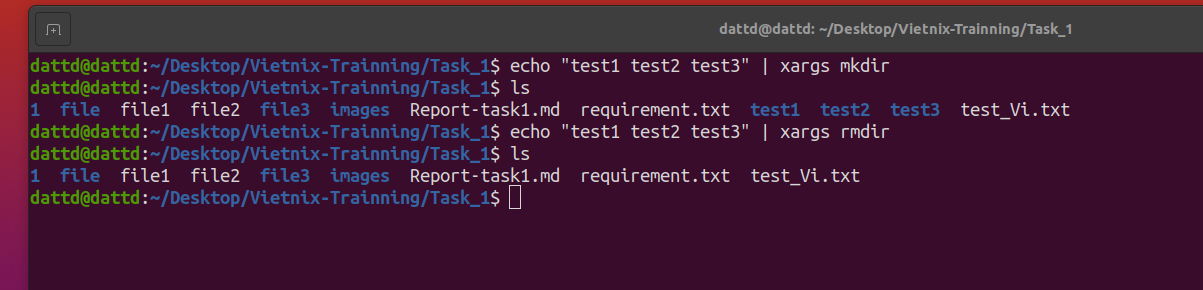 dattd@dattd: ~/Desktop/Vietnix-Trainning/Task_1
dattd@dattd:~/Desktop/Vietnix-Trainning/Task_1$ echo "test1 test2 test3" | xargs mkdir
dattd@dattd:~/Desktop/Vietnix-Trainning/Task_1$ ls
1  file  file1  file2  file3  images  Report-task1.md  requirement.txt  test1  test2  test3  test_Vi.txt
dattd@dattd:~/Desktop/Vietnix-Trainning/Task_1$ echo "test1 test2 test3" | xargs rmdir
dattd@dattd:~/Desktop/Vietnix-Trainning/Task_1$ ls
1  file  file1  file2  file3  images  Report-task1.md  requirement.txt  test_Vi.txt
dattd@dattd:~/Desktop/Vietnix-Trainning/Task_1$